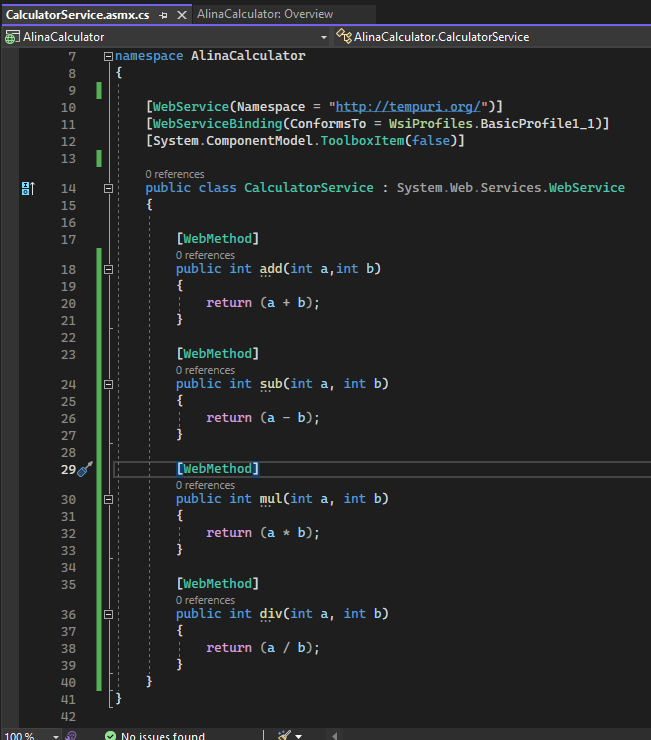 CalculatorService.asmx.cs AlinaCalculator: Overview
AlinaCalculator AlinaCalculator.CalculatorService
7 namespace AlinaCalculator
8 {
9
10 [WebService(Namespace = "http://tempuri.org/")]
11 [WebServiceBinding(ConformsTo = WsiProfiles.BasicProfile1_1)]
12 [System.ComponentModel.ToolboxItem(false)]
13
0 references
14 public class CalculatorService : System.Web.Services.WebService
15 {
16
17 [WebMethod]
0 references
18 public int add(int a,int b)
19 {
20 return (a + b);
21 }
22
23 [WebMethod]
0 references
24 public int sub(int a, int b)
25 {
26 return (a - b);
27 }
28
29 [WebMethod]
0 references
30 public int mul(int a, int b)
31 {
32 return (a * b);
33 }
34
35 [WebMethod]
0 references
36 public int div(int a, int b)
37 {
38 return (a / b);
39 }
40 }
41 }
42
100 % No issues found